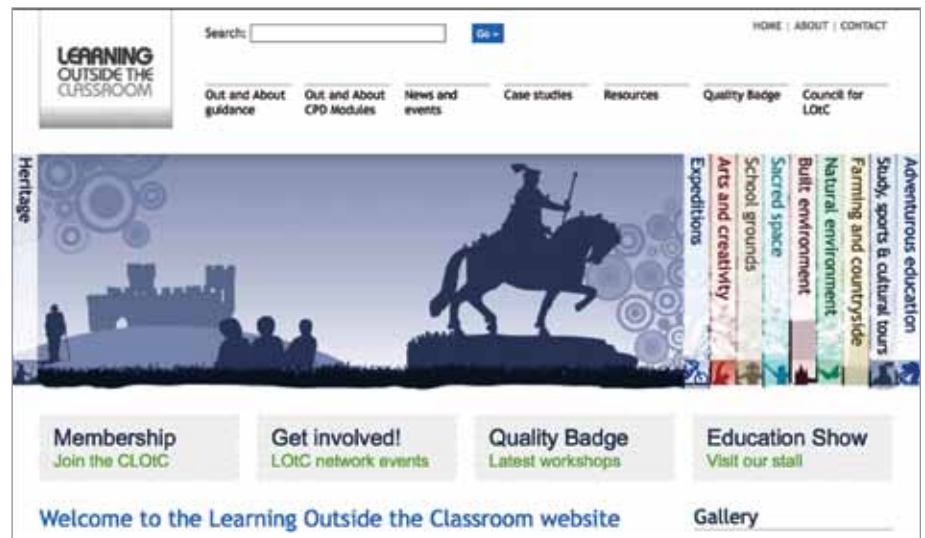 LEARNING
OUTSIDE THE
CLASSROOM
Search:
Go »
HOME | ABOUT | CONTACT
Out and About
guidance
Out and About
CPD Modules
News and
events
Case studies
Resources
Quality Badge
Council for
LOtC
Heritage
Expeditions
Arts and creativity
School grounds
Sacred space
Built environment
Natural environment
Farming and countryside
Study, sports & cultural tours
Adventurous education
Membership
Join the CLOtC
Get involved!
LOtC network events
Quality Badge
Latest workshops
Education Show
Visit our stall
Welcome to the Learning Outside the Classroom website
Gallery